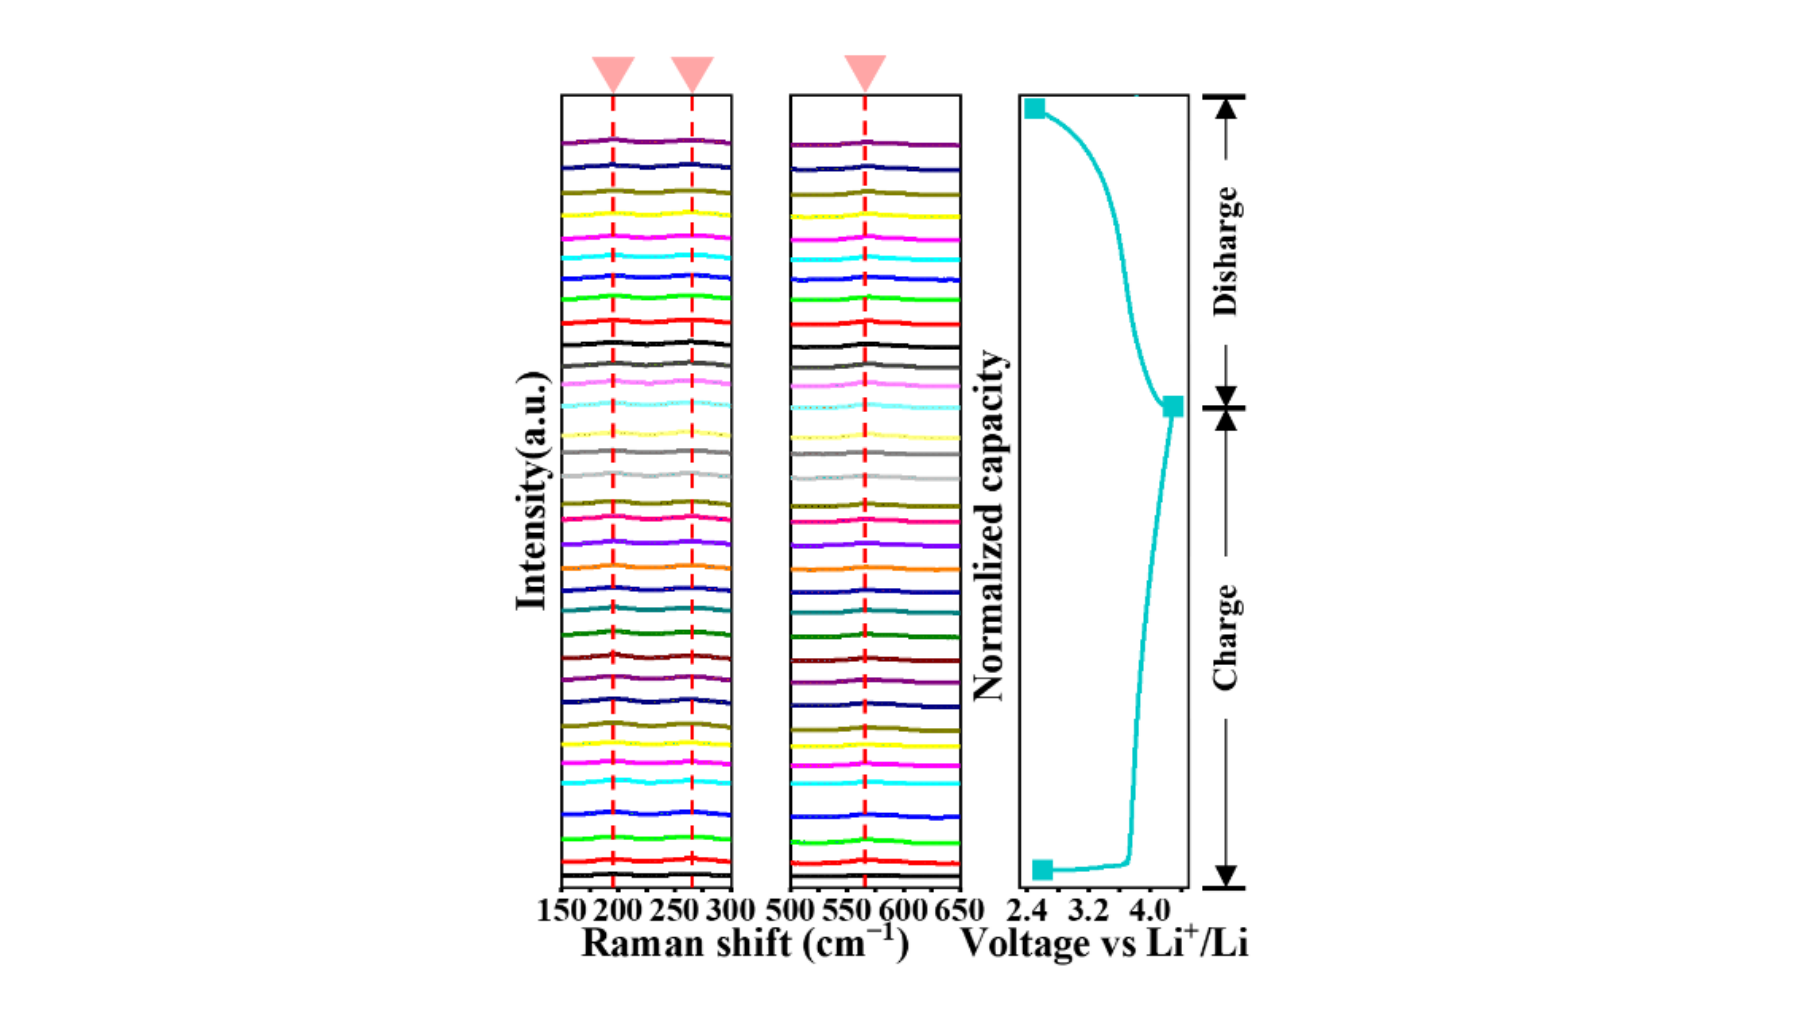 Intensity(a.u.)
150 200 250 300
500 550 600 650
Raman shift (cm⁻¹)
Normalized capacity
2.4 3.2 4.0
Voltage vs Li⁺/Li
Disharge
Charge